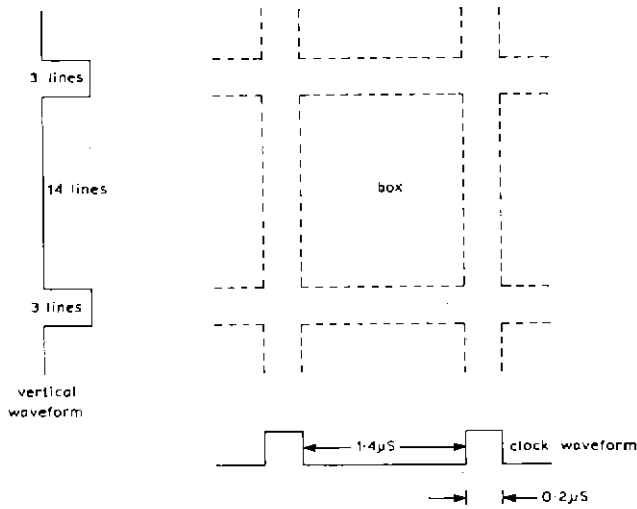 3 lines
14 lines
box
3 lines
vertical
waveform
1·4µS
clock waveform
0·2µS